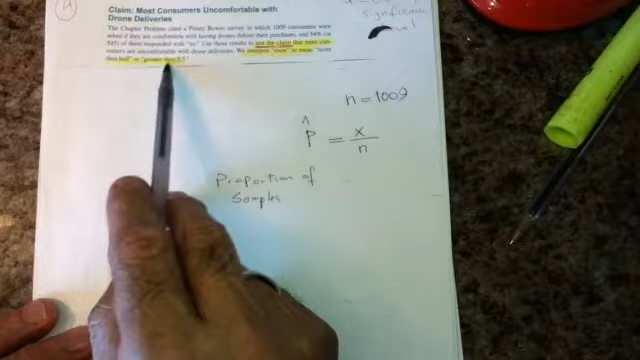 4
Claim: Most Consumers Uncomfortable with
Drone Deliveries
The Chapter Problem cited a Pitney Bowes survey in which 1009 consumers were
asked if they are comfortable with having drones deliver their purchases, and 54% (or
545) of them responded with "no." Use these results to test the claim that most con-
sumers are uncomfortable with drone deliveries. We interpret "most" to mean "more
than half" or "greater than 0.5."
significance
n = 1009
p̂ = x/n
Proportion of
Samples